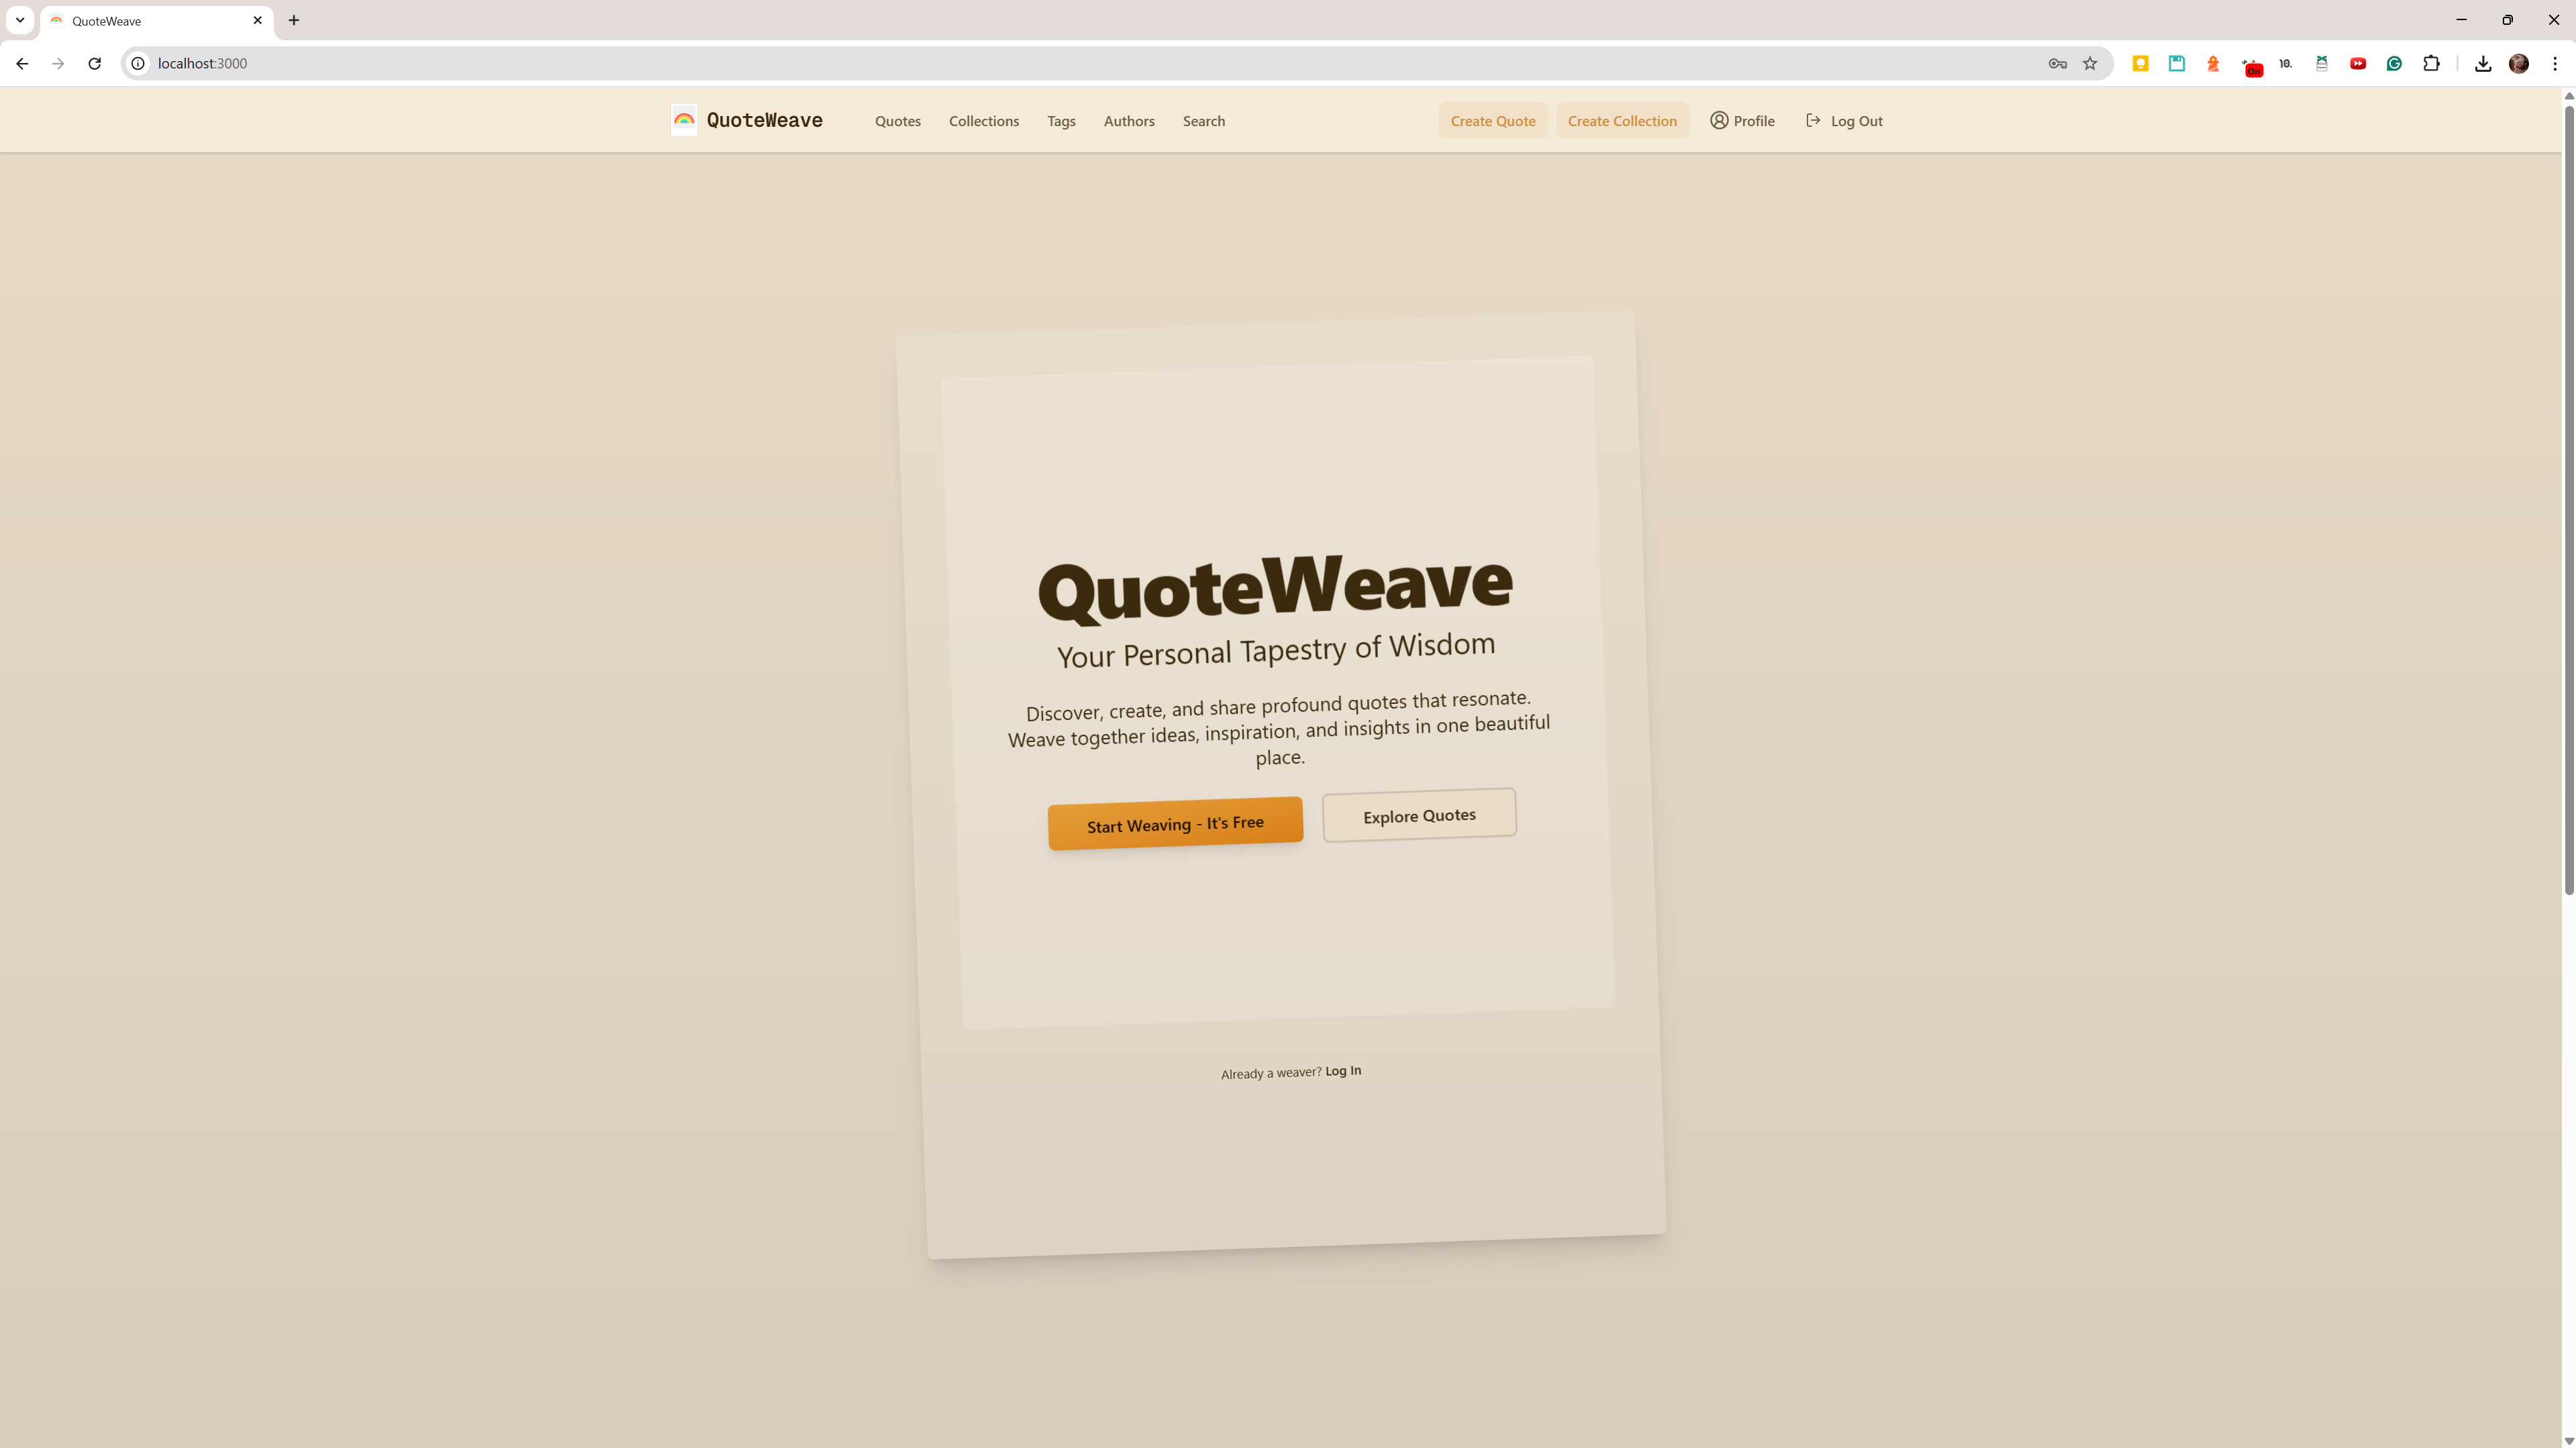 QuoteWeave
localhost:3000
On
10.
QuoteWeave
Quotes Collections Tags Authors Search
Create Quote Create Collection Profile Log Out
QuoteWeave
Your Personal Tapestry of Wisdom
Discover, create, and share profound quotes that resonate.
Weave together ideas, inspiration, and insights in one beautiful
place.
Start Weaving - It's Free Explore Quotes
Already a weaver? Log In